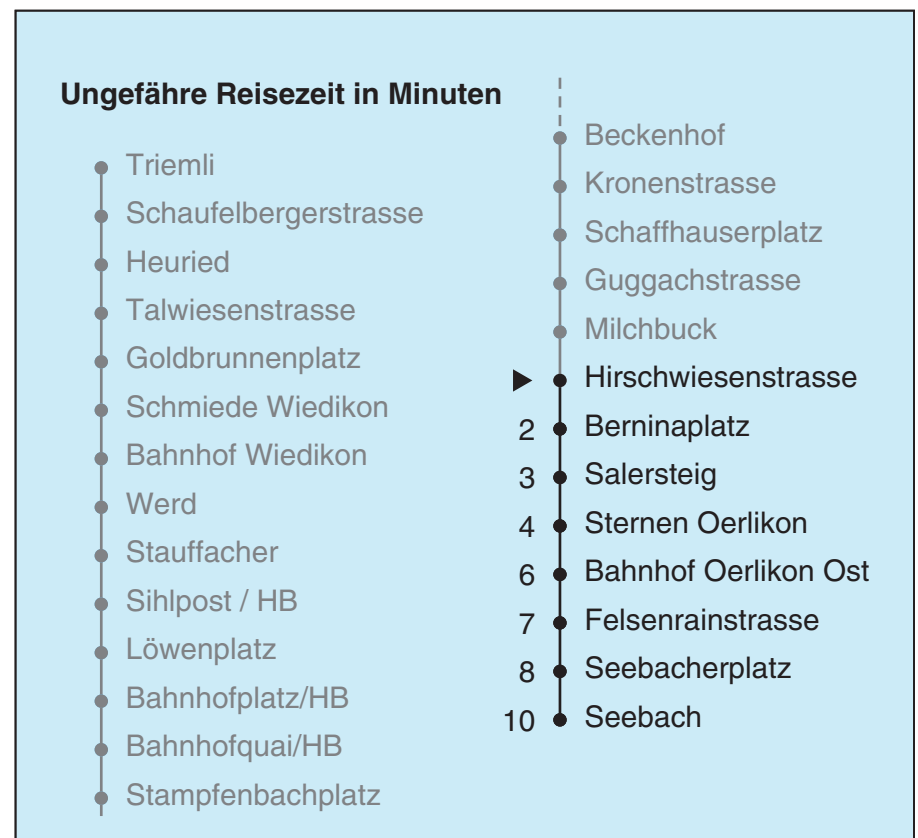 Ungefähre Reisezeit in Minuten
Triemli
Schaufelbergerstrasse
Heuried
Talwiesenstrasse
Goldbrunnenplatz
Schmiede Wiedikon
Bahnhof Wiedikon
Werd
Stauffacher
Sihlpost / HB
Löwenplatz
Bahnhofplatz/HB
Bahnhofquai/HB
Stampfenbachplatz
Beckenhof
Kronenstrasse
Schaffhauserplatz
Guggachstrasse
Milchbuck
Hirschwiesenstrasse
2 Berninaplatz
3 Salersteig
4 Sternen Oerlikon
6 Bahnhof Oerlikon Ost
7 Felsenrainstrasse
8 Seebacherplatz
10 Seebach